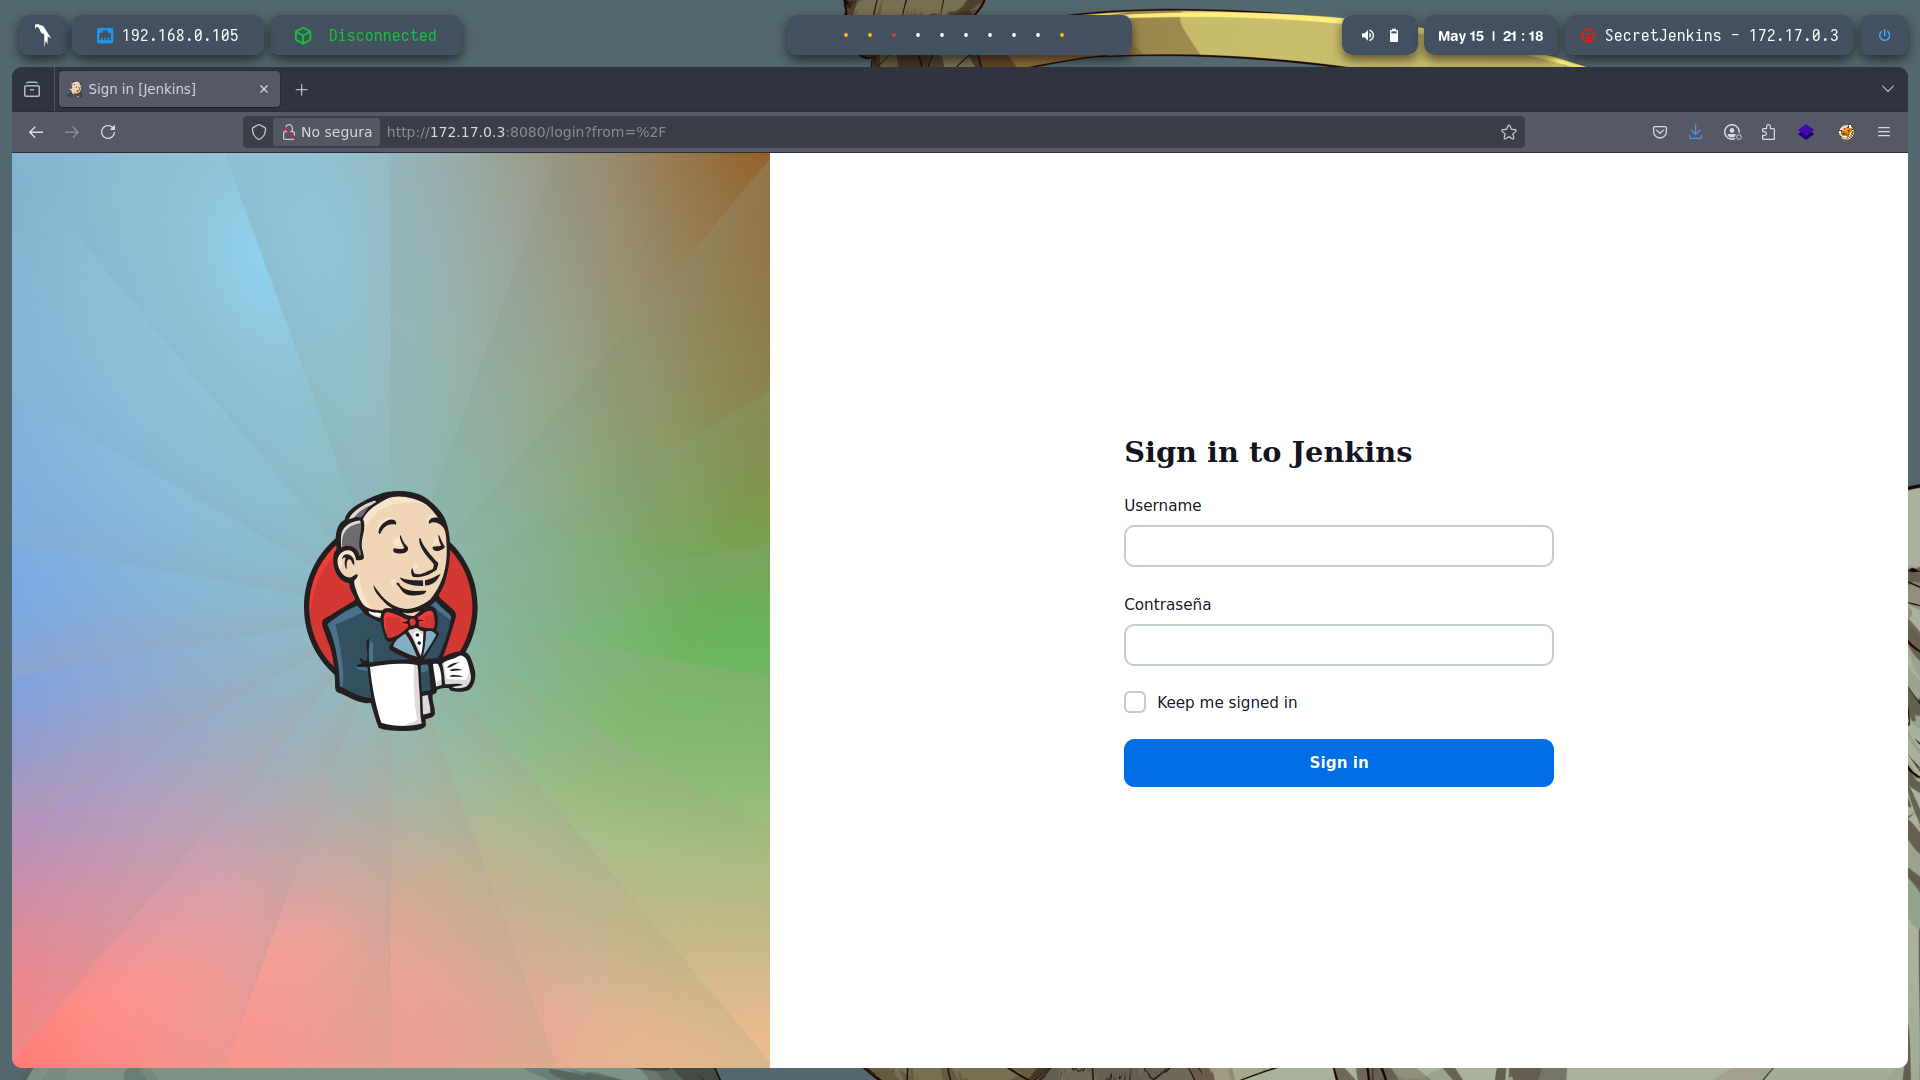 192.168.0.105
Disconnected
May 15 | 21 : 18
SecretJenkins - 172.17.0.3
Sign in [Jenkins]
No segura
http://172.17.0.3:8080/login?from=%2F
Sign in to Jenkins
Username
Contraseña
Keep me signed in
Sign in